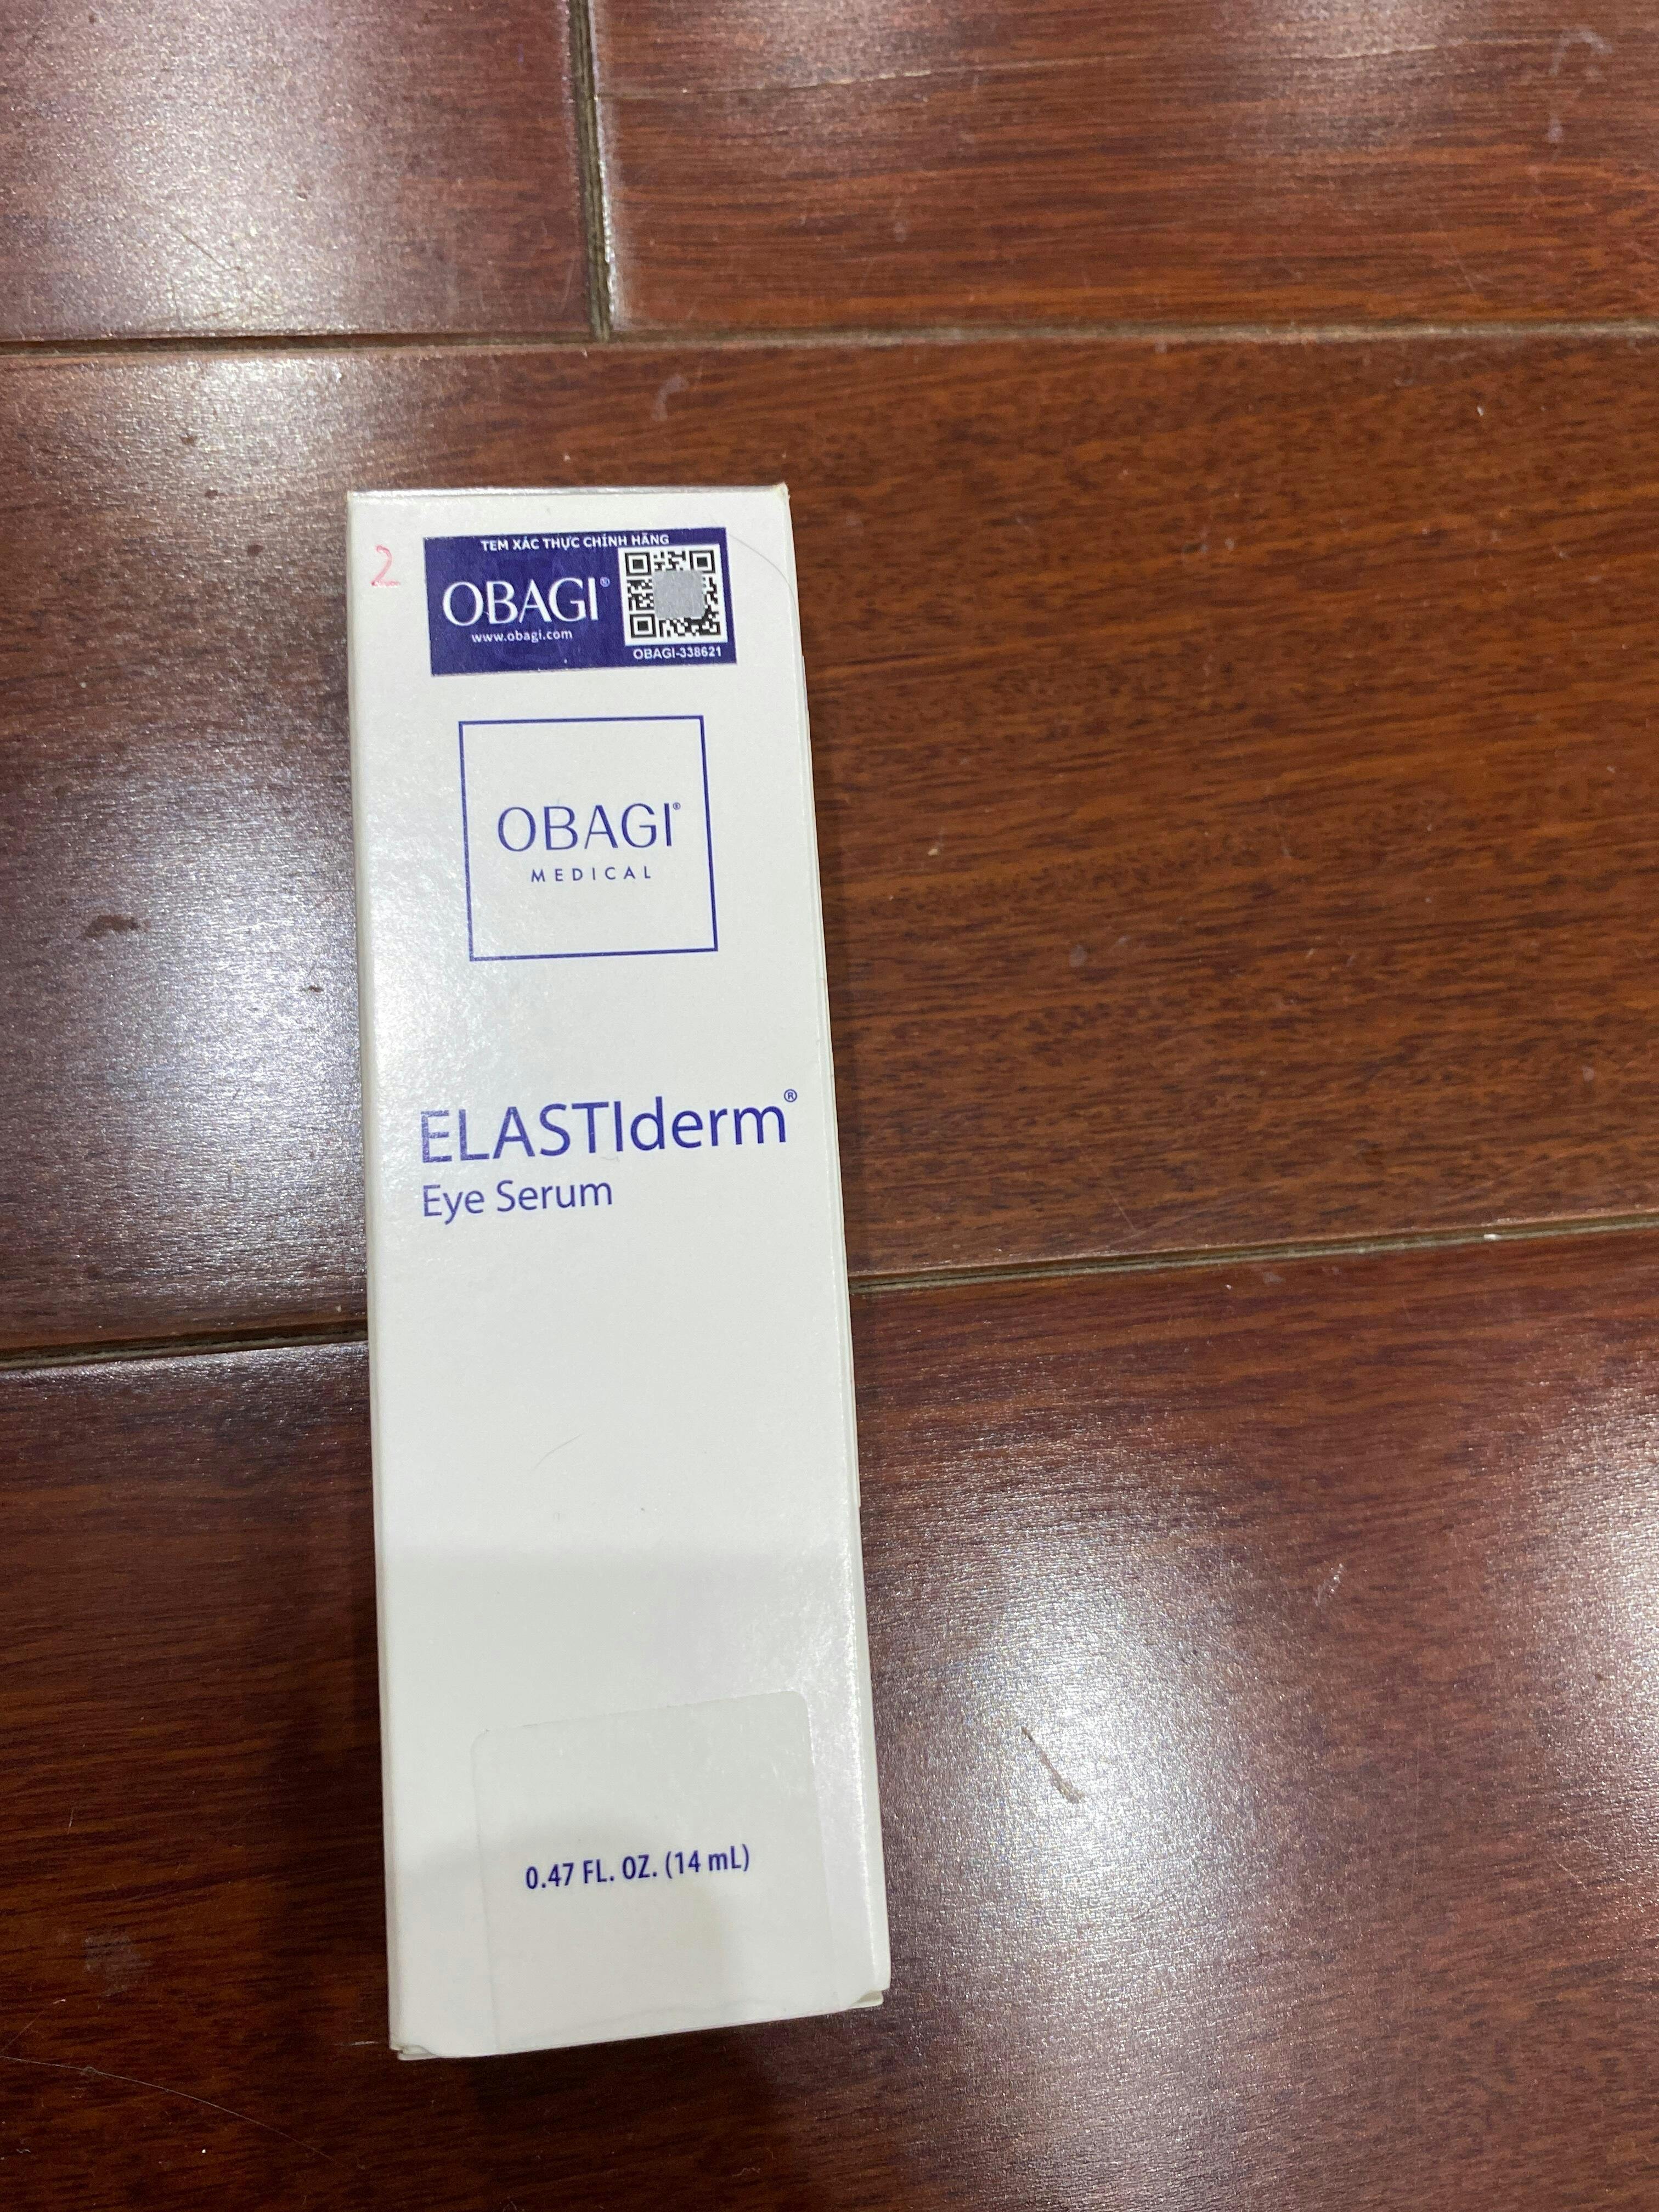 2
TEM XÁC THỰC CHÍNH HÃNG
OBAGI®
www.obagi.com
OBAGI-338621
OBAGI®
MEDICAL
ELASTIderm®
Eye Serum
0.47 FL. OZ. (14 mL)